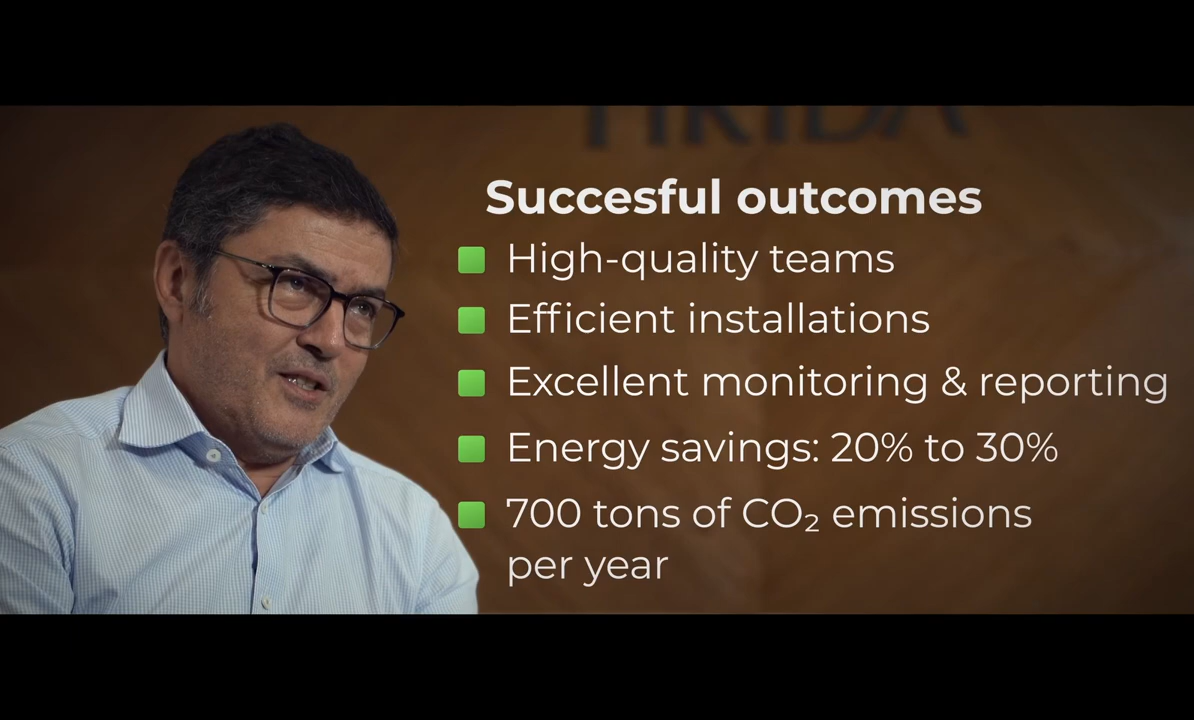 Succesful outcomes
High-quality teams
Efficient installations
Excellent monitoring & reporting
Energy savings: 20% to 30%
700 tons of CO₂ emissions
per year